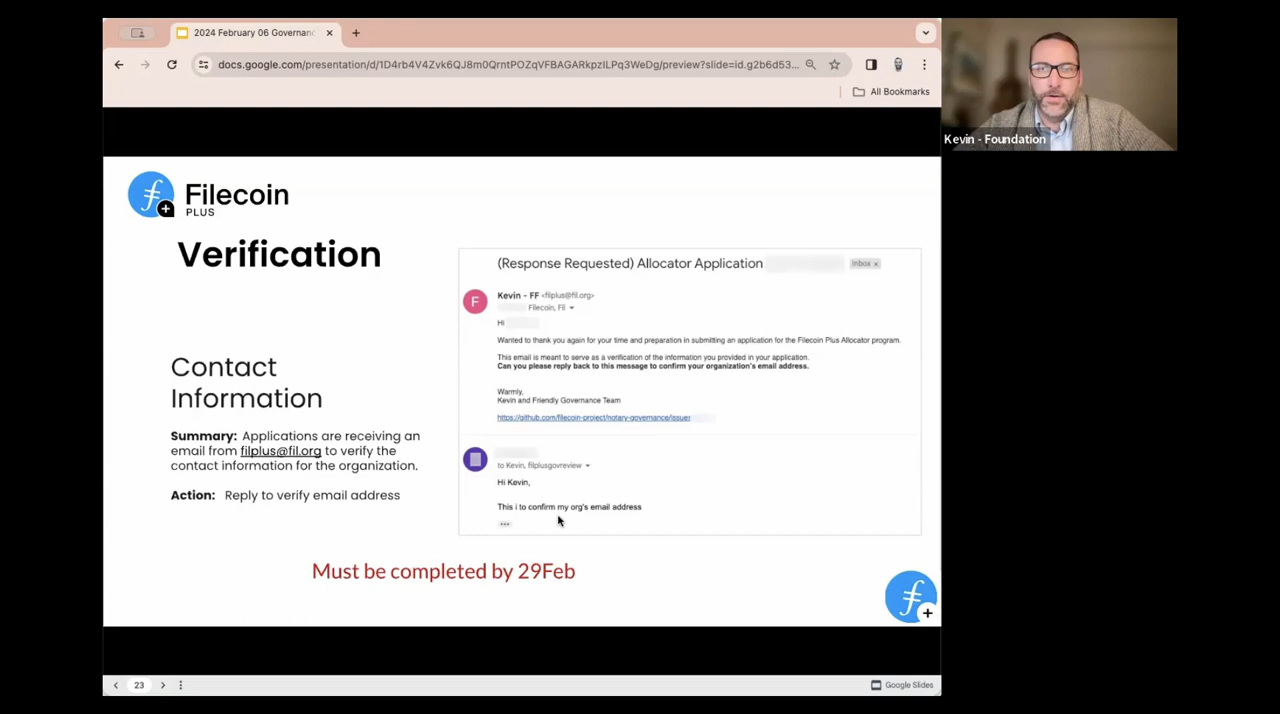 2024 February 06 Governanc
docs.google.com/presentation/d/1D4rb4V4Zvk6QJ8m0QrntPOZqVFBAGARkpzILPq3WeDg/preview?slide=id.g2b6d53...
All Bookmarks
Kevin - Foundation
Filecoin
PLUS
Verification
Contact
Information
Summary: Applications are receiving an
email from filplus@fil.org to verify the
contact information for the organization.
Action: Reply to verify email address
(Response Requested) Allocator Application
Inbox x
F
Kevin - FF <filplus@fil.org>
Filecoin, Fil
Hi
Wanted to thank you again for your time and preparation in submitting an application for the Filecoin Plus Allocator program.
This email is meant to serve as a verification of the information you provided in your application.
Can you please reply back to this message to confirm your organization's email address.
Warmly,
Kevin and Friendly Governance Team
https://github.com/filecoin-project/notary-governance/issues
to Kevin, filplusgovreview
Hi Kevin,
This i to confirm my org's email address
Must be completed by 29Feb
23
Google Slides